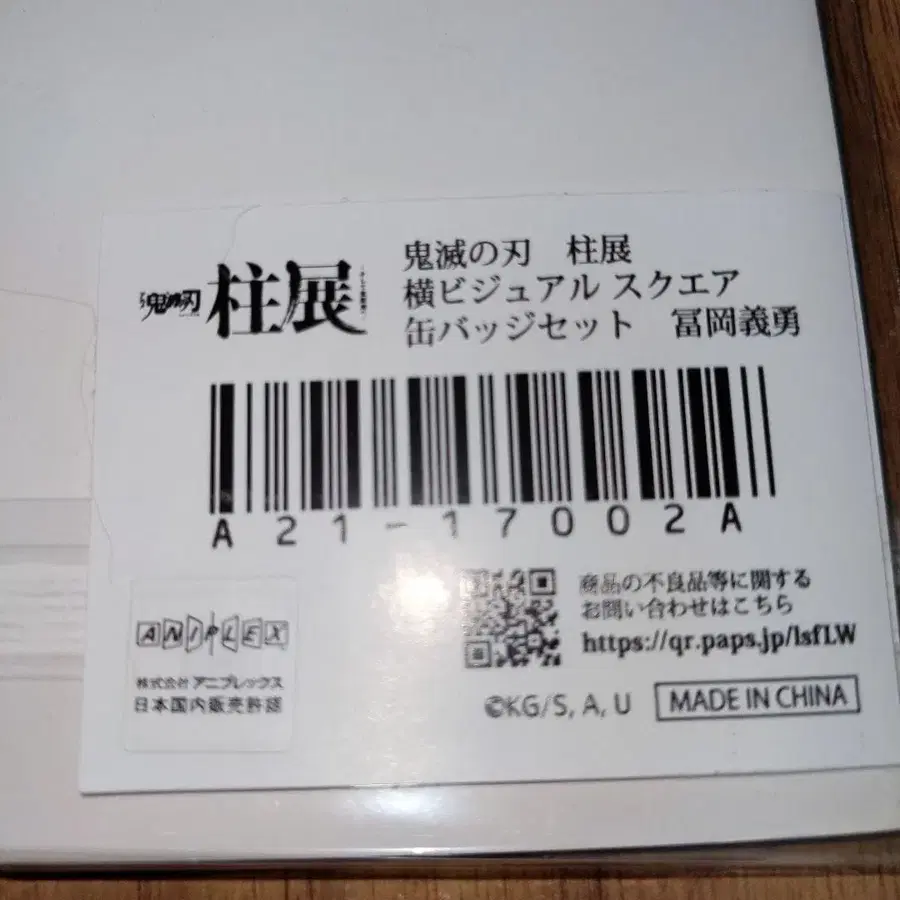 鬼滅の刃 柱展
鬼滅の刃　柱展
横ビジュアル スクエア
缶バッジセット　冨岡義勇
A21-17002A
ANIPLEX
株式会社 アニプレックス
日本国内販売許諾
商品の不良品等に関する
お問い合わせはこちら
https://qr.paps.jp/lsfLW
©KG/S, A, U
MADE IN CHINA